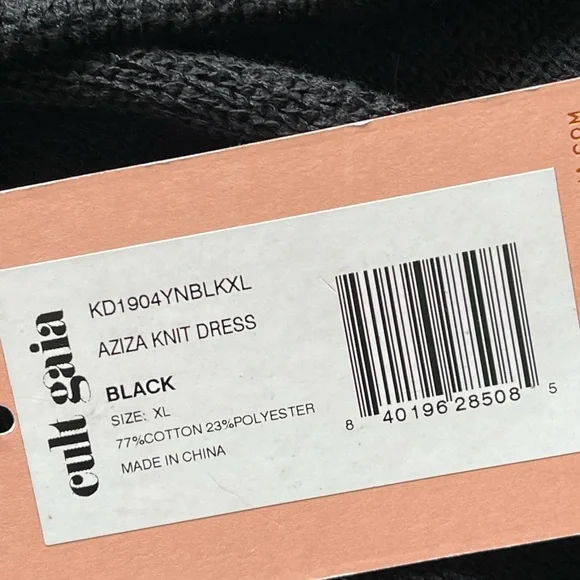 cult gaia
KD1904YNBLKXL
AZIZA KNIT DRESS
BLACK
SIZE: XL
77%COTTON 23%POLYESTER
MADE IN CHINA
8 40196 28508 5
.COM